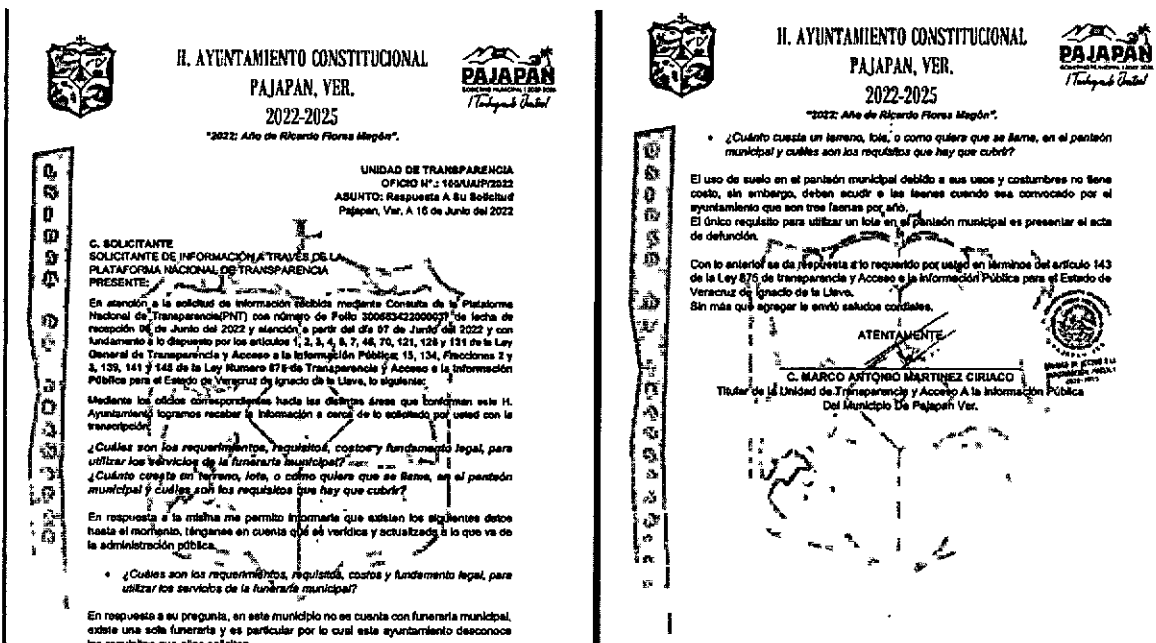 H. AYUNTAMIENTO CONSTITUCIONAL
PAJAPAN, VER.
2022-2025
"2022: Año de Ricardo Flores Magón".
PAJAPAN
UNIDAD DE TRANSPARENCIA
OFICIO N°.: 100/UAIP/2022
ASUNTO: Respuesta A Su Solicitud
Pajapan, Ver. A 15 de Junio del 2022
C. SOLICITANTE
SOLICITANTE DE INFORMACIÓN A TRAVÉS DE LA
PLATAFORMA NACIONAL DE TRANSPARENCIA
PRESENTE:
En atención a la solicitud de información recibida mediante Consulta de la Plataforma
Nacional de Transparencia(PNT) con número de Folio de fecha de
recepción de Junio del 2022 y atención a partir del día 07 de Junio del 2022 y con
fundamento a lo dispuesto por los artículos 1, 2, 3, 4, 6, 7, 70, 121, y 131 de la Ley
General de Transparencia y Acceso a la Información Pública; 134, Fracciones 2 y
3, 139, 141 y 145 de la Ley Numero 875 de Transparencia y Acceso a la Información
Pública para el Estado de Veracruz de Ignacio de la Llave, lo siguiente:
Mediante los oficios correspondientes hacia las distintas áreas que conforman este H.
Ayuntamiento logramos recabar la información a cerca de lo solicitado por usted con la
transcripción:
¿Cuáles son los requerimientos, requisitos, costos y fundamento legal, para
utilizar los servicios de la funeraria municipal?
¿Cuánto cuesta un terreno, lote, o como quiera que se llame, en el panteón
municipal y cuáles son los requisitos que hay que cubrir?
En respuesta a la misma me permito informarle que existen los siguientes datos
hasta el momento, ténganse en cuenta que es verídica y actualizada a lo que va de
la administración pública.
• ¿Cuáles son los requerimientos, requisitos, costos y fundamento legal, para
utilizar los servicios de la funeraria municipal?
En respuesta a su pregunta, en este municipio no se cuenta con funeraria municipal,
existe una sola funeraria y es particular por lo cual este ayuntamiento desconoce
los requisitos que ellos soliciten.
H. AYUNTAMIENTO CONSTITUCIONAL
PAJAPAN, VER.
2022-2025
"2022: Año de Ricardo Flores Magón".
PAJAPAN
• ¿Cuánto cuesta un terreno, lote, o como quiera que se llame, en el panteón
municipal y cuáles son los requisitos que hay que cubrir?
El uso de suelo en el panteón municipal debido a sus usos y costumbres no tiene
costo, sin embargo, deben acudir a las faenas cuando sea convocado por el
ayuntamiento que son tres faenas por año.
El único requisito para utilizar un lote en el panteón municipal es presentar el acta
de defunción.
Con lo anterior se da respuesta a lo requerido por usted en términos del artículo 143
de la Ley 875 de transparencia y Acceso a la Información Pública para el Estado de
Veracruz de Ignacio de la Llave.
Sin más que agregar le envió saludos cordiales.
ATENTAMENTE
C. MARCO ANTONIO MARTINEZ CIRIACO
Titular de la Unidad de Transparencia y Acceso A la Información Pública
Del Municipio De Pajapan Ver.